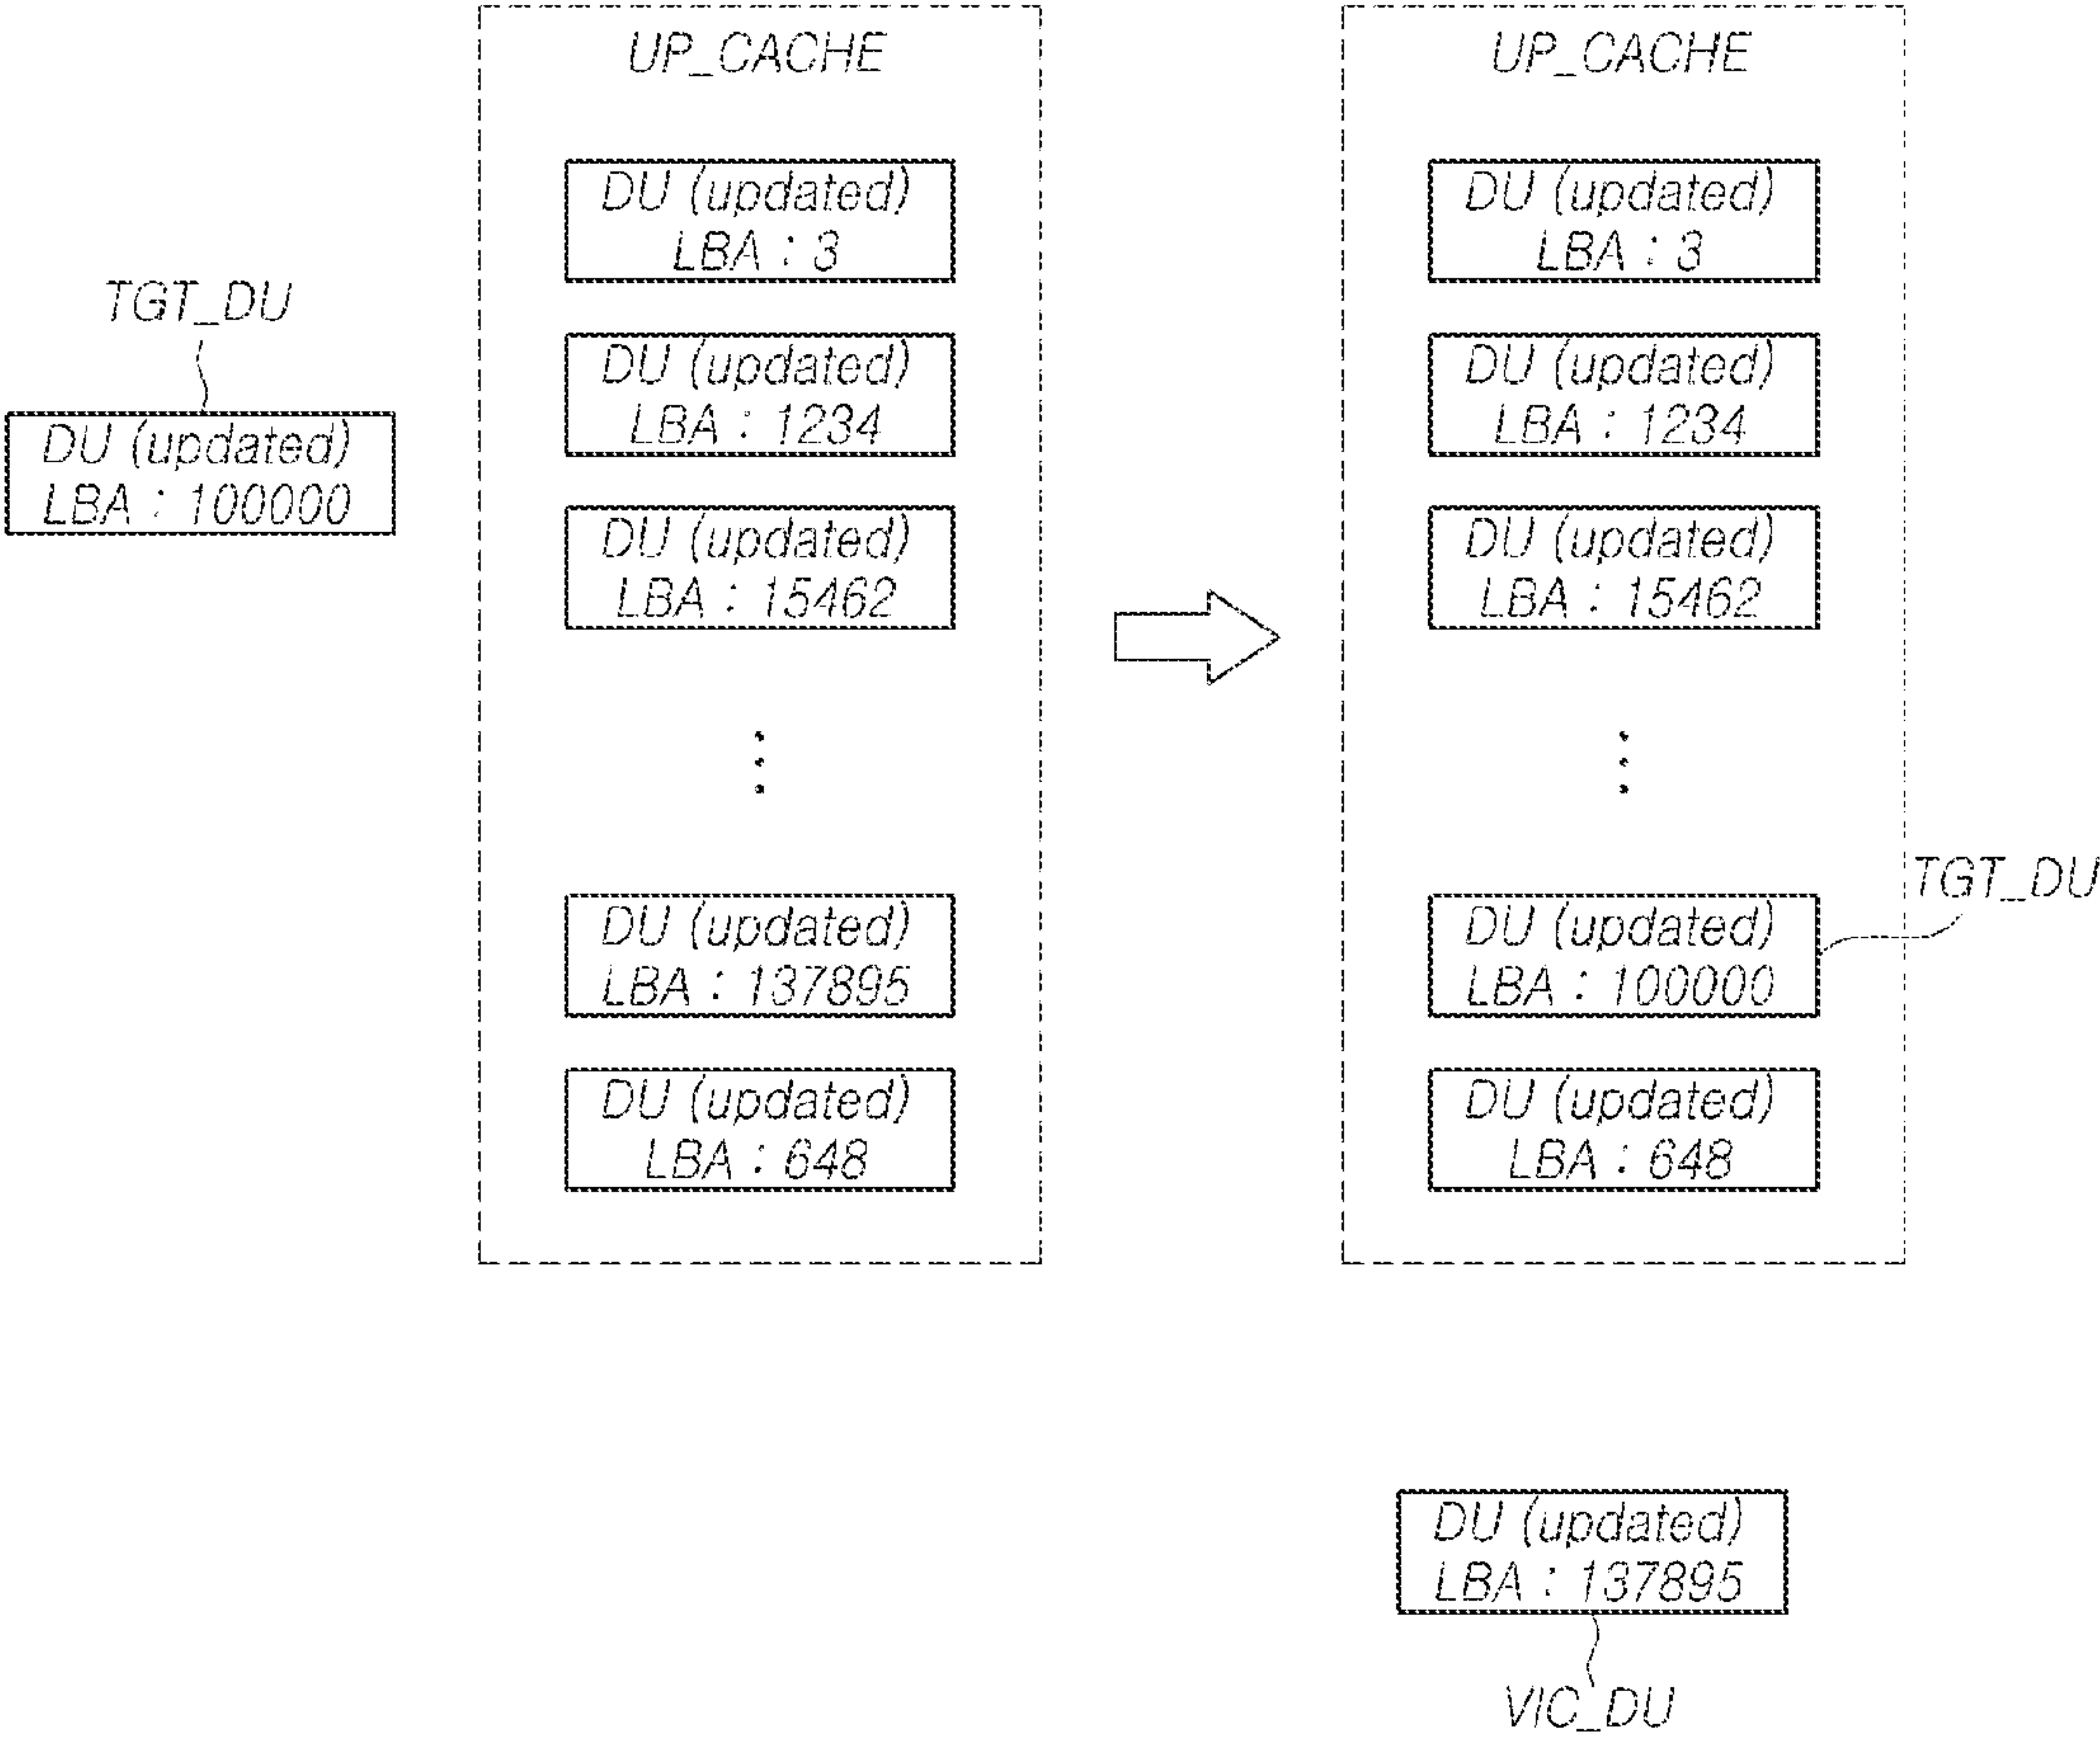 TGT_DU
DU (updated)
LBA : 100000
UP_CACHE
DU (updated)
LBA : 3
DU (updated)
LBA : 1234
DU (updated)
LBA : 15462
DU (updated)
LBA : 137895
DU (updated)
LBA : 648
UP_CACHE
DU (updated)
LBA : 3
DU (updated)
LBA : 1234
DU (updated)
LBA : 15462
DU (updated)
LBA : 100000
TGT_DU
DU (updated)
LBA : 648
DU (updated)
LBA : 137895
VIC_DU